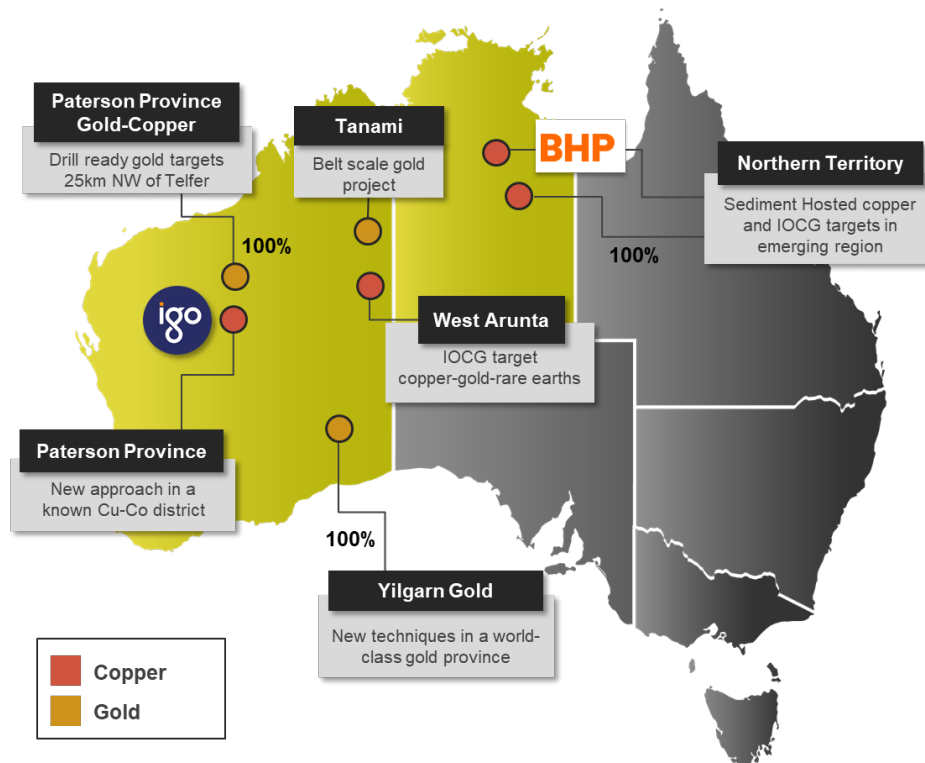 Paterson Province
Gold-Copper
Drill ready gold targets
25km NW of Telfer
100%
Tanami
Belt scale gold
project
BHP
Northern Territory
Sediment Hosted copper
and IOCG targets in
emerging region
100%
igo
West Arunta
IOCG target
copper-gold-rare earths
Paterson Province
New approach in a
known Cu-Co district
100%
Yilgarn Gold
New techniques in a world-
class gold province
Copper
Gold